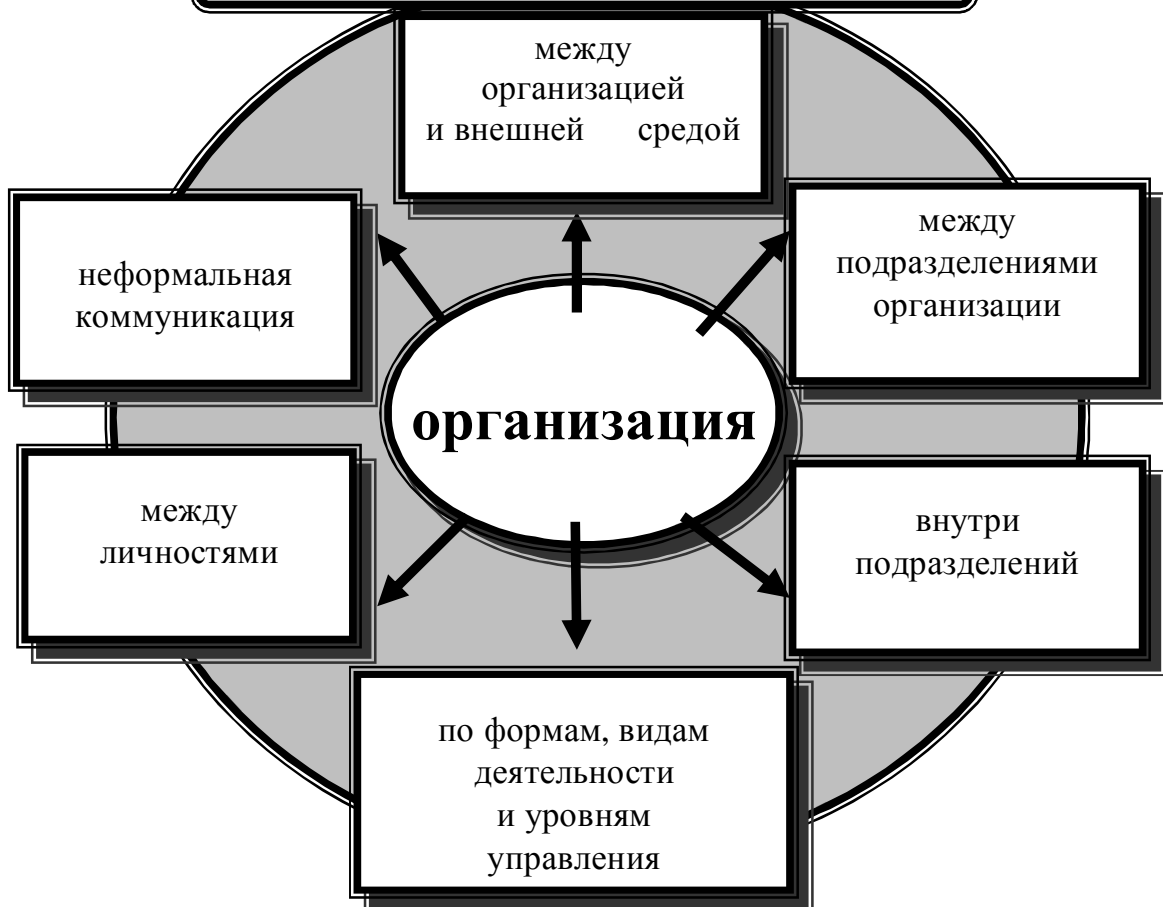 между
организацией
и внешней средой
неформальная
коммуникация
между
подразделениями
организации
организация
между
личностями
внутри
подразделений
по формам, видам
деятельности
и уровням
управления